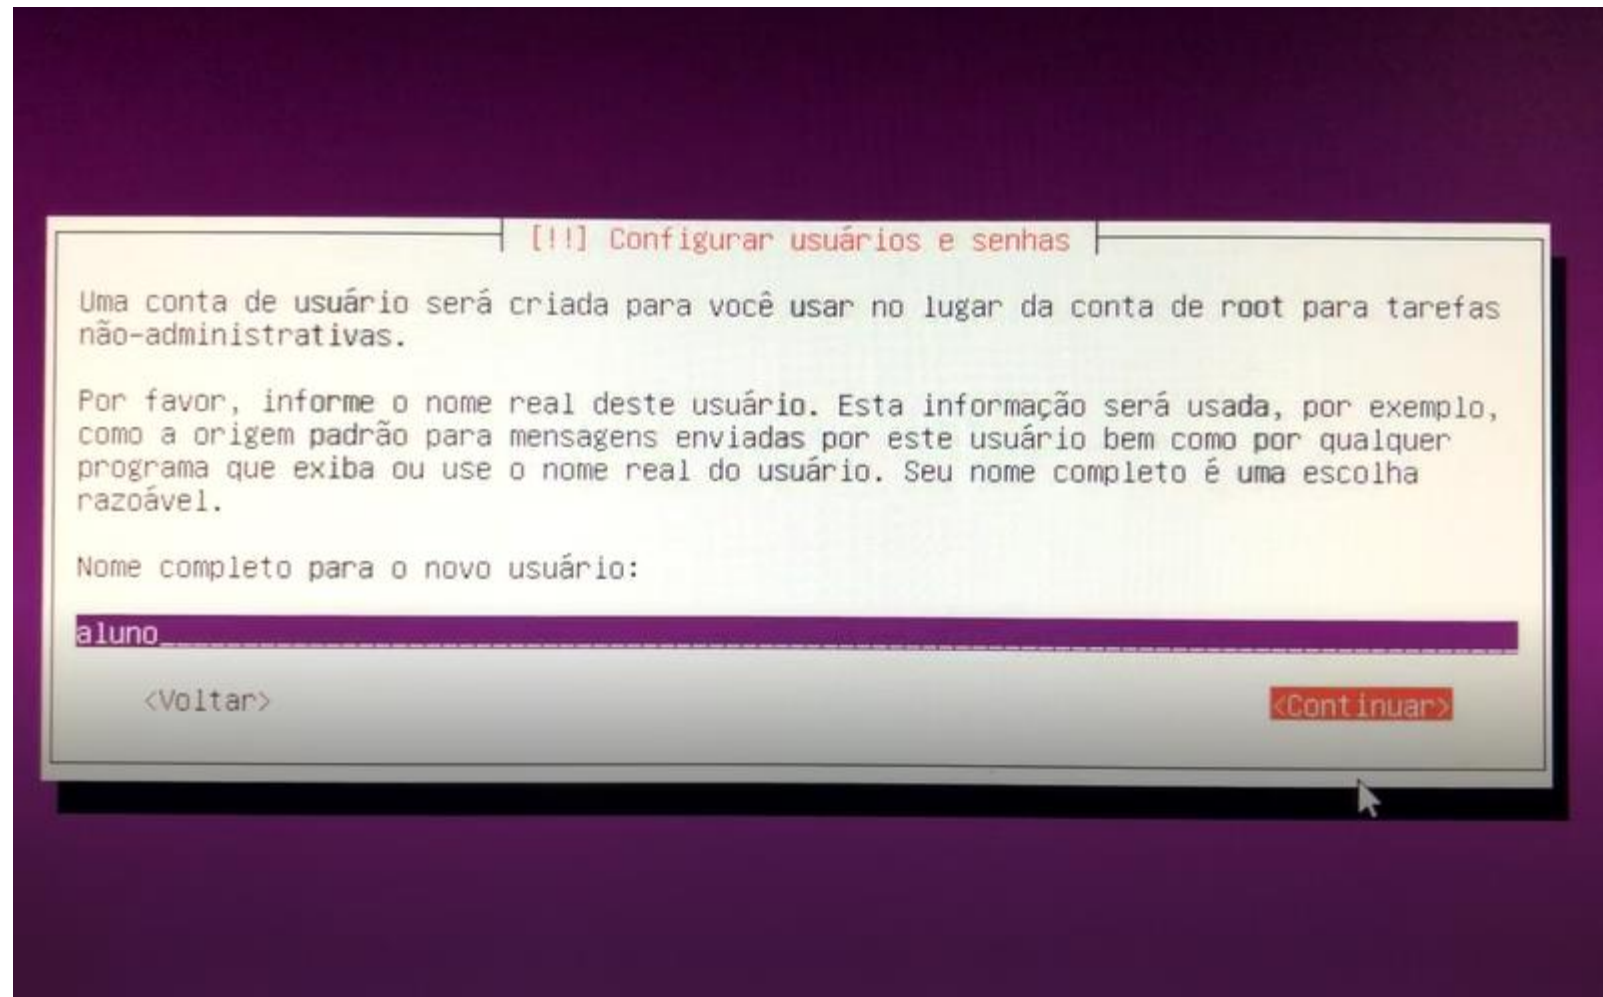 [!!] Configurar usuários e senhas
Uma conta de usuário será criada para você usar no lugar da conta de root para tarefas
não-administrativas.
Por favor, informe o nome real deste usuário. Esta informação será usada, por exemplo,
como a origem padrão para mensagens enviadas por este usuário bem como por qualquer
programa que exiba ou use o nome real do usuário. Seu nome completo é uma escolha
razoável.
Nome completo para o novo usuário:
aluno
<Voltar>
<Continuar>